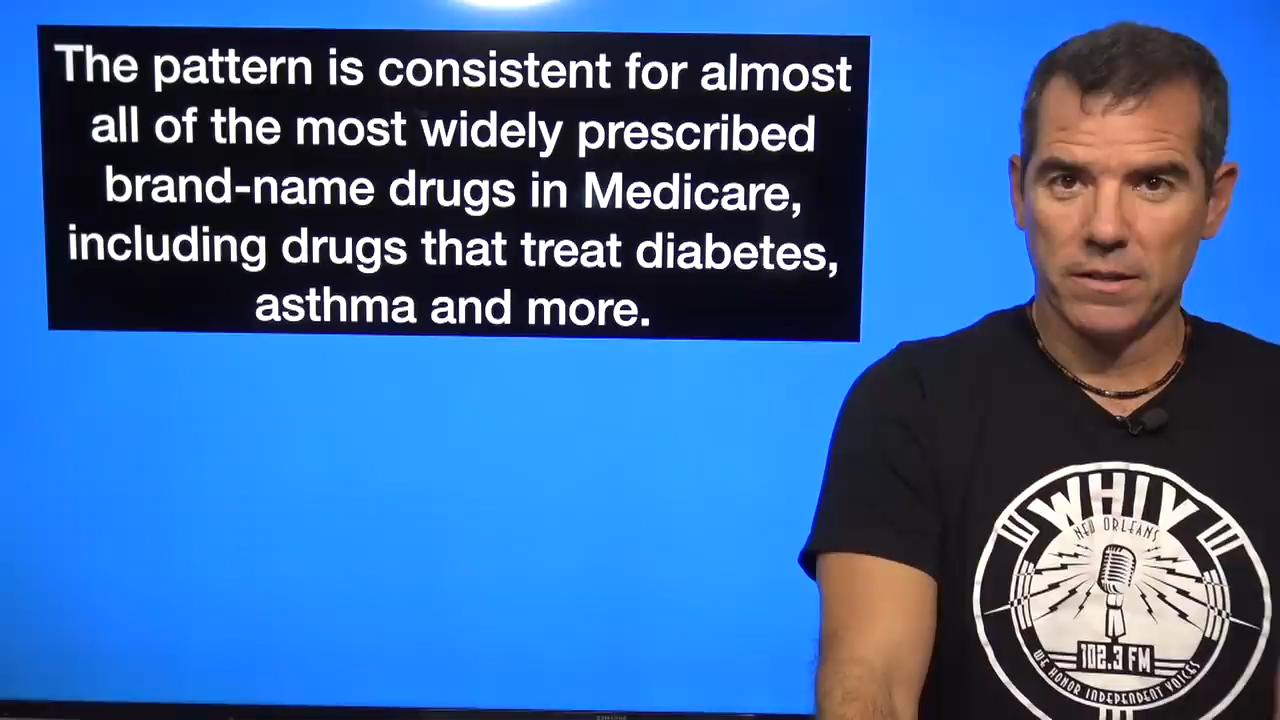 The pattern is consistent for almost
all of the most widely prescribed
brand-name drugs in Medicare,
including drugs that treat diabetes,
asthma and more.
WHIV
NEW ORLEANS
102.3 FM
WE HONOR INDEPENDENT VOICES
SAMSUNG